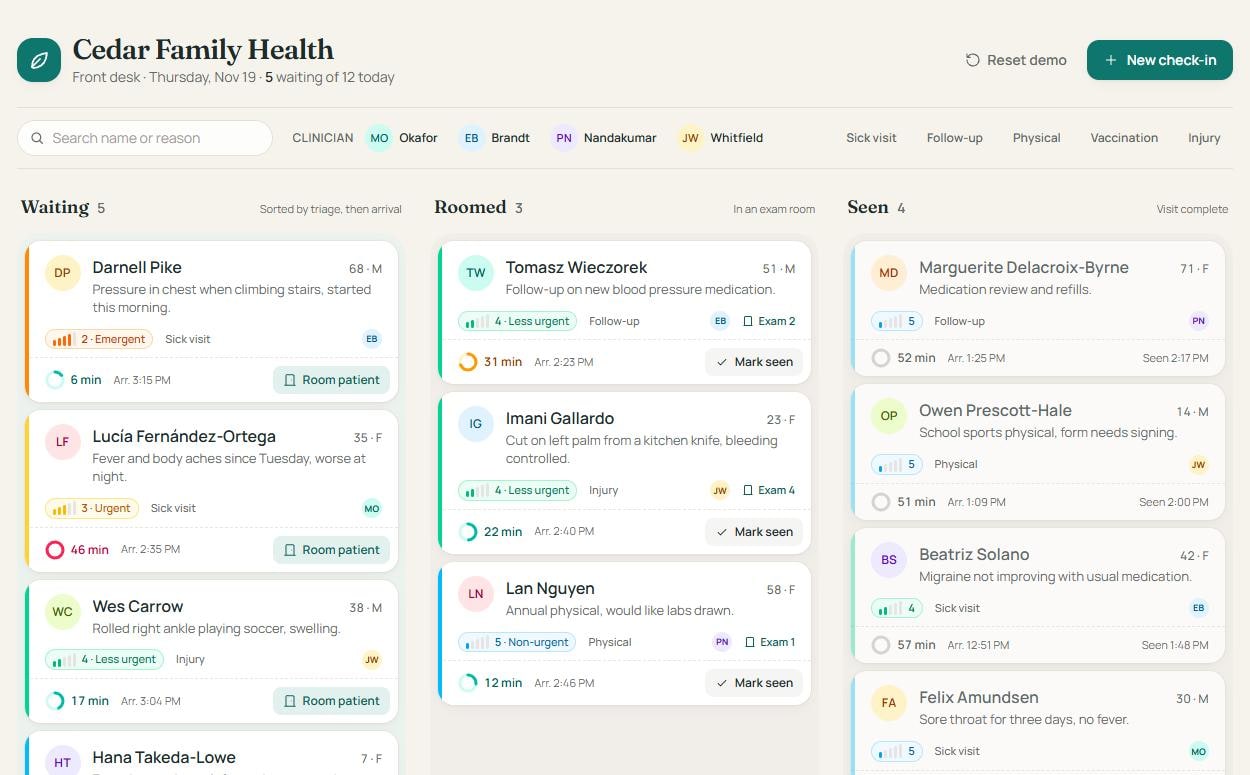 Cedar Family Health
Front desk · Thursday, Nov 19 · 5 waiting of 12 today
Reset demo
New check-in
Search name or reason
CLINICIAN
MO Okafor
EB Brandt
PN Nandakumar
JW Whitfield
Sick visit
Follow-up
Physical
Vaccination
Injury
Waiting 5
Sorted by triage, then arrival
DP
Darnell Pike
68 · M
Pressure in chest when climbing stairs, started
this morning.
2 · Emergent
Sick visit
EB
6 min
Arr. 3:15 PM
Room patient
LF
Lucía Fernández-Ortega
35 · F
Fever and body aches since Tuesday, worse at
night.
3 · Urgent
Sick visit
MO
46 min
Arr. 2:35 PM
Room patient
WC
Wes Carrow
38 · M
Rolled right ankle playing soccer, swelling.
4 · Less urgent
Injury
JW
17 min
Arr. 3:04 PM
Room patient
HT
Hana Takeda-Lowe
7 · F
Roomed 3
In an exam room
TW
Tomasz Wieczorek
51 · M
Follow-up on new blood pressure medication.
4 · Less urgent
Follow-up
EB
Exam 2
31 min
Arr. 2:23 PM
Mark seen
IG
Imani Gallardo
23 · F
Cut on left palm from a kitchen knife, bleeding
controlled.
4 · Less urgent
Injury
JW
Exam 4
22 min
Arr. 2:40 PM
Mark seen
LN
Lan Nguyen
58 · F
Annual physical, would like labs drawn.
5 · Non-urgent
Physical
PN
Exam 1
12 min
Arr. 2:46 PM
Mark seen
Seen 4
Visit complete
MD
Marguerite Delacroix-Byrne
71 · F
Medication review and refills.
5
Follow-up
PN
52 min
Arr. 1:25 PM
Seen 2:17 PM
OP
Owen Prescott-Hale
14 · M
School sports physical, form needs signing.
5
Physical
JW
51 min
Arr. 1:09 PM
Seen 2:00 PM
BS
Beatriz Solano
42 · F
Migraine not improving with usual medication.
4
Sick visit
EB
57 min
Arr. 12:51 PM
Seen 1:48 PM
FA
Felix Amundsen
30 · M
Sore throat for three days, no fever.
5
Sick visit
MO